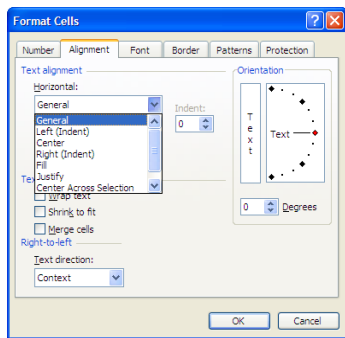 Format Cells
Number Alignment Font Border Patterns Protection
Text alignment
Orientation
Horizontal:
General
Indent:
0
General
Left (Indent)
Center
Right (Indent)
Fill
Justify
Center Across Selection
Text
Text
0 Degrees
Te
Wrap text
Shrink to fit
Merge cells
Right-to-left
Text direction:
Context
OK Cancel